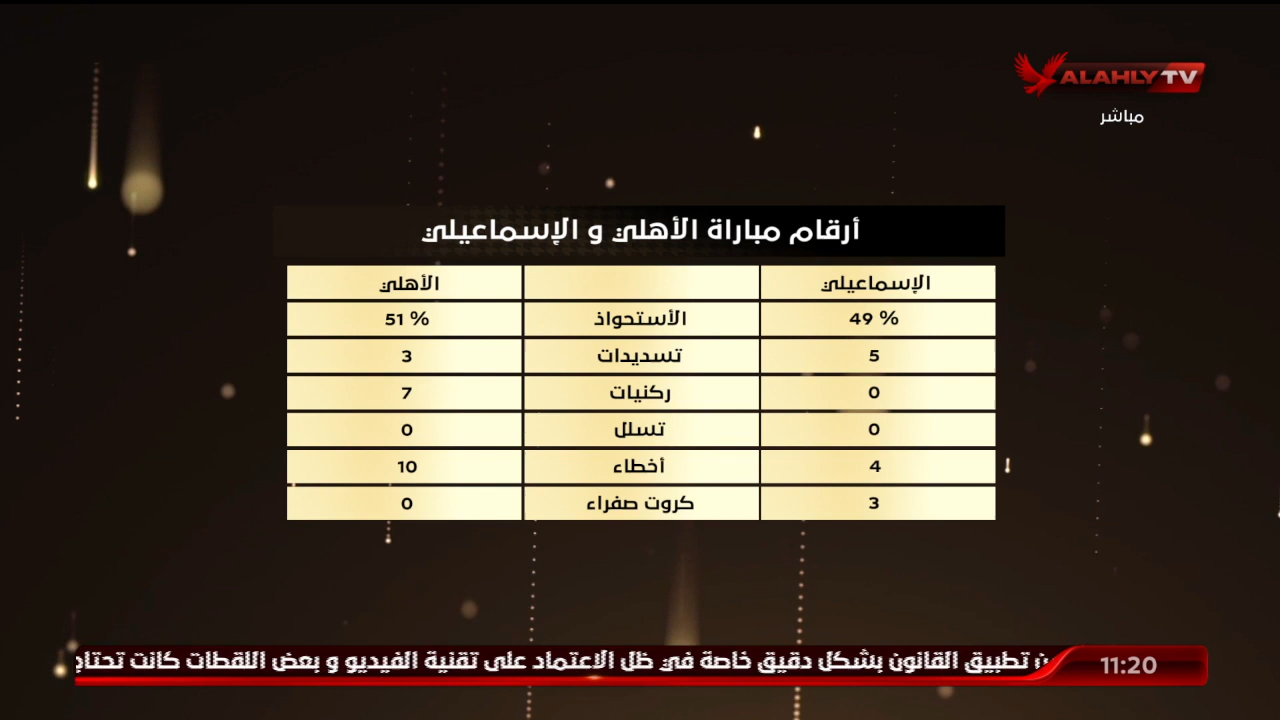 ALAHLY TV
مباشر
أرقام مباراة الأهلي و الإسماعيلي
الإسماعيلي الأهلي
49 % الأستحواذ 51 %
5 تسديدات 3
0 ركنيات 7
0 تسلل 0
4 أخطاء 10
3 كروت صفراء 0
11:20 تطبيق القانون بشكل دقيق خاصة في ظل الاعتماد على تقنية الفيديو و بعض اللقطات كانت